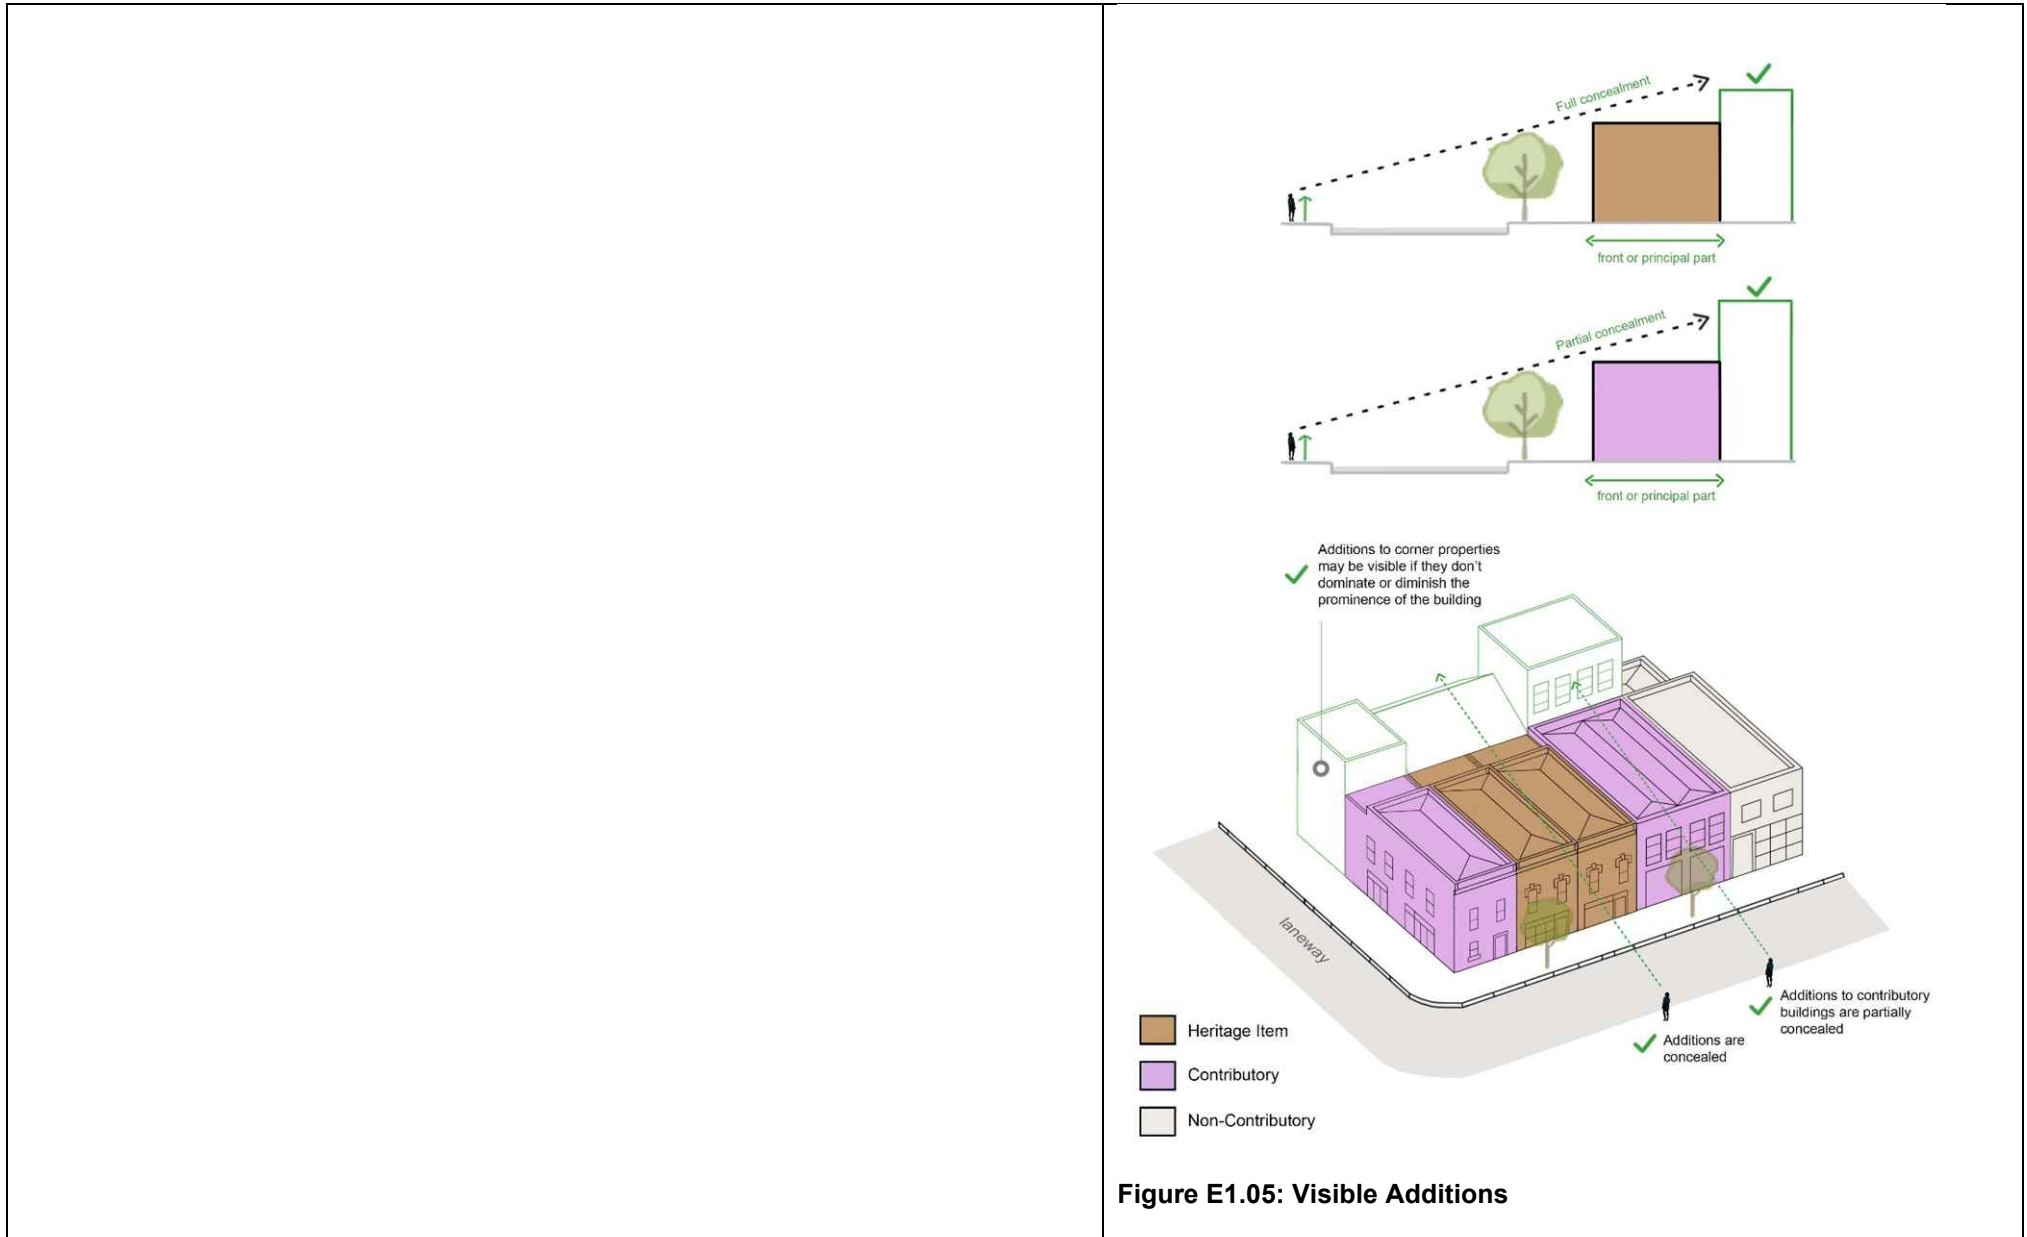 Full concealment
front or principal part
Partial concealment
front or principal part
Additions to corner properties
may be visible if they don't
dominate or diminish the
prominence of the building
laneway
Additions to contributory
buildings are partially
concealed
Additions are
concealed
Heritage Item
Contributory
Non-Contributory
Figure E1.05: Visible Additions